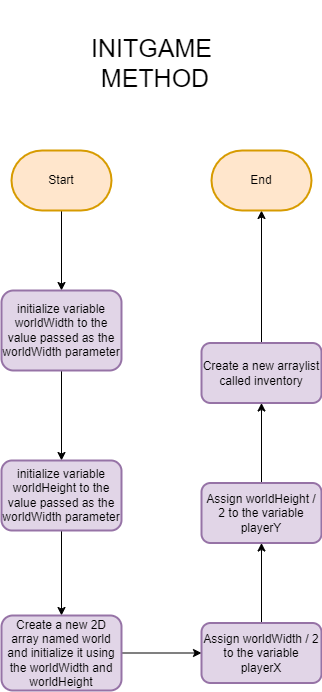 INITGAME
METHOD
Start
initialize variable
worldWidth to the
value passed as the
worldWidth parameter
initialize variable
worldHeight to the
value passed as the
worldWidth parameter
Create a new 2D
array named world
and initialize it using
the worldWidth and
worldHeight
Assign worldWidth / 2
to the variable
playerX
Assign worldHeight /
2 to the variable
playerY
Create a new arraylist
called inventory
End